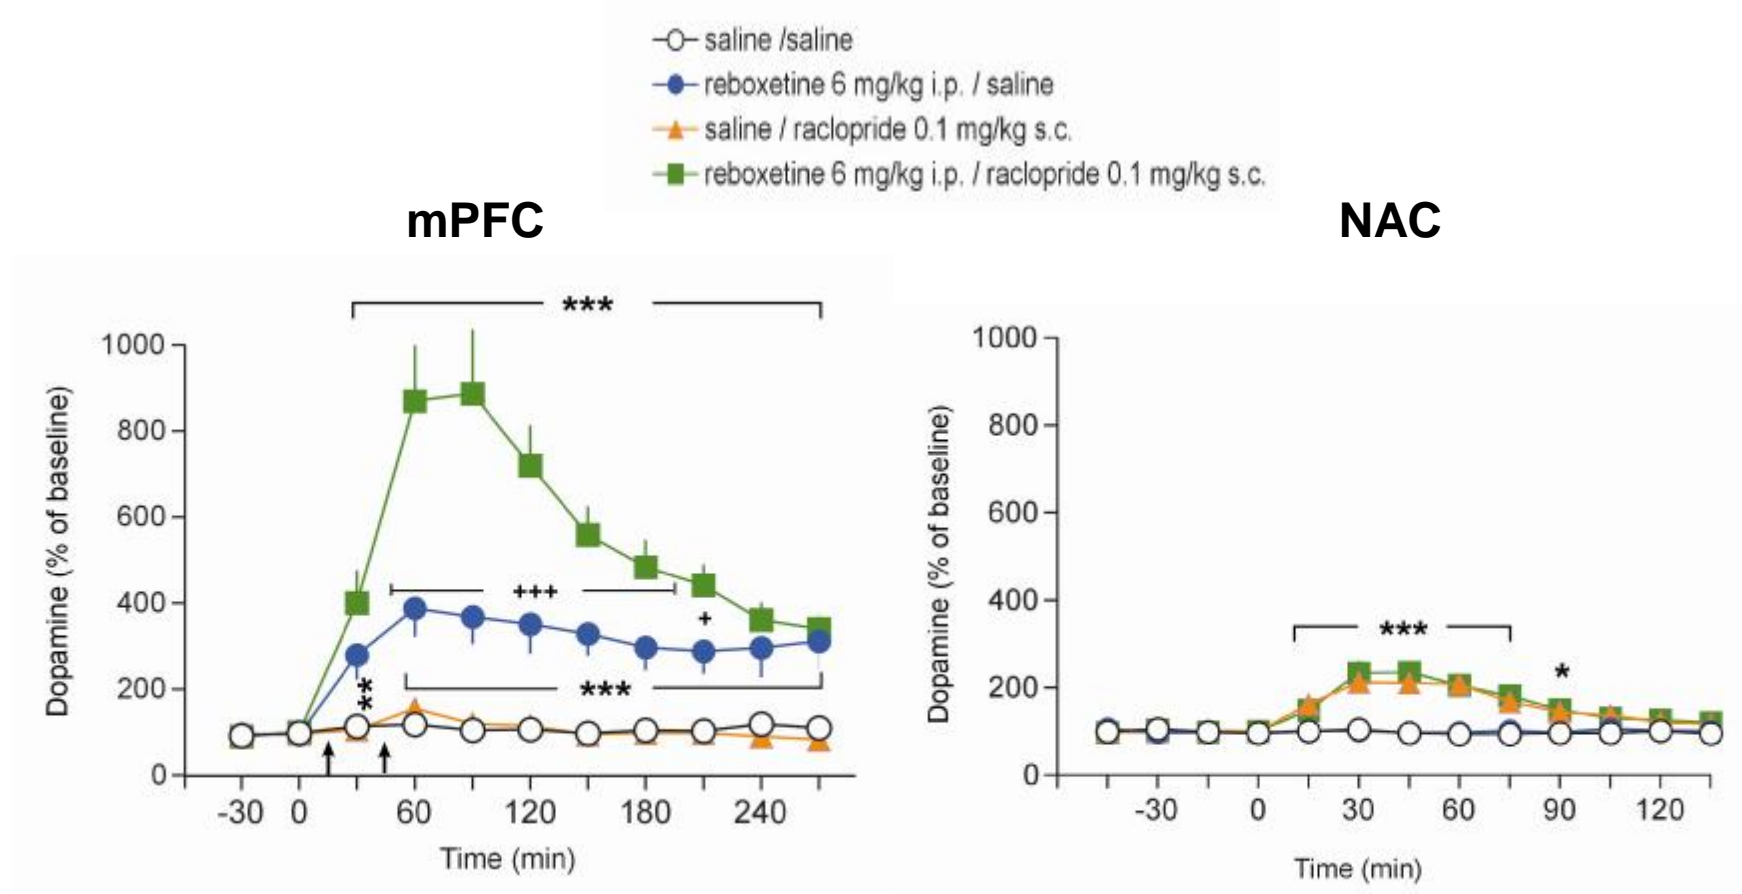 saline /saline
reboxetine 6 mg/kg i.p. / saline
saline / raclopride 0.1 mg/kg s.c.
reboxetine 6 mg/kg i.p. / raclopride 0.1 mg/kg s.c.
mPFC
***
1000
800
600
400
200
0
Dopamine (% of baseline)
+++
+
**
***
-30 0 60 120 180 240
Time (min)
NAC
1000
800
600
400
200
0
Dopamine (% of baseline)
***
*
-30 0 30 60 90 120
Time (min)